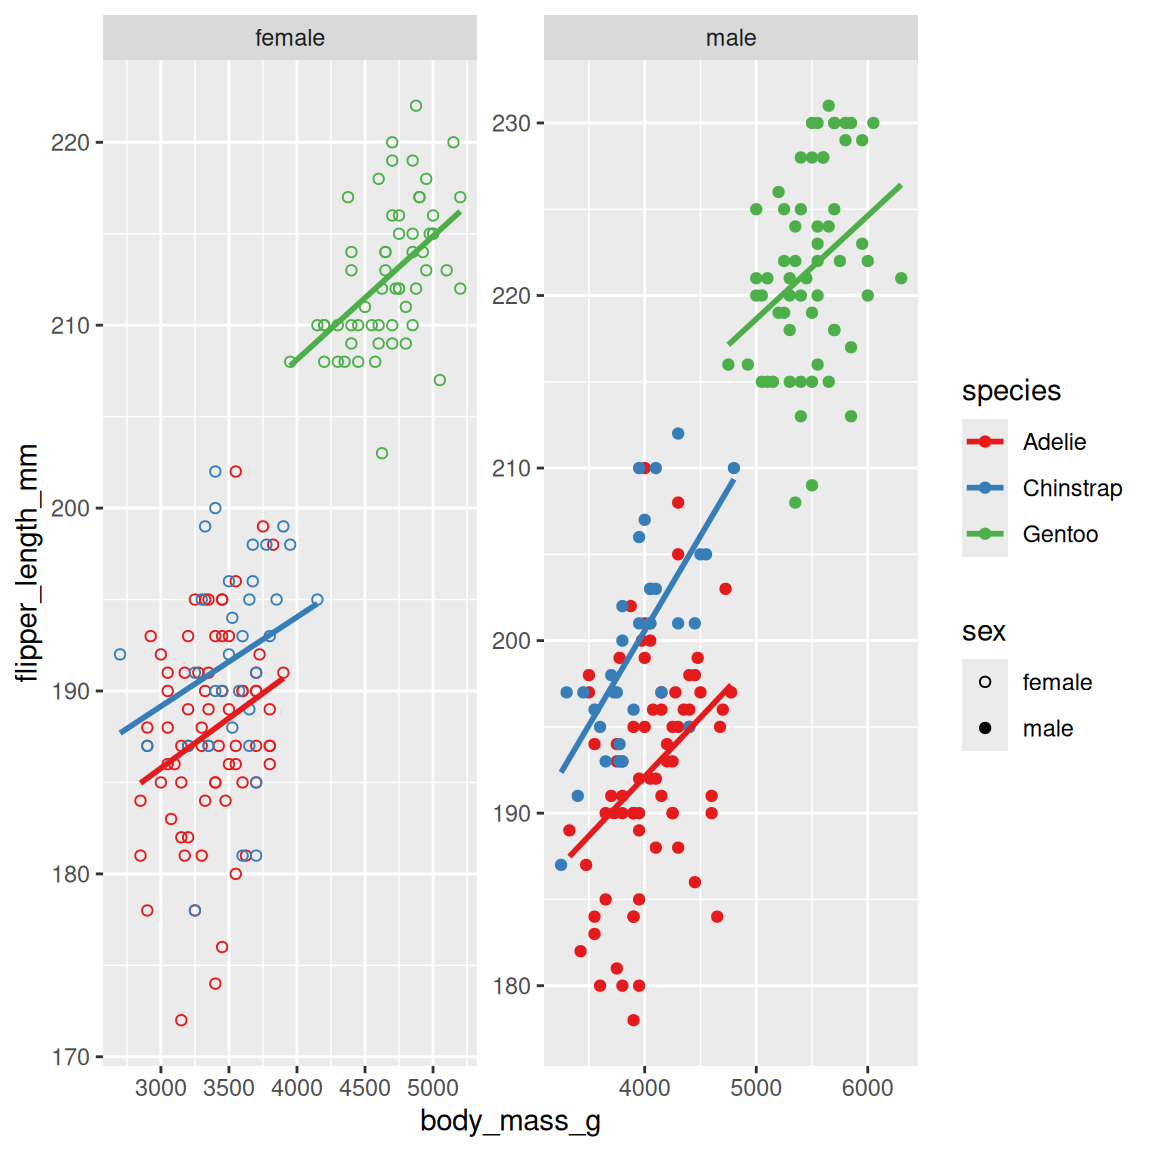 female
male
220
210
200
190
180
170
3000 3500 4000 4500 5000
230
220
210
200
190
180
4000 5000 6000
flipper_length_mm
body_mass_g
species
Adelie
Chinstrap
Gentoo
sex
female
male